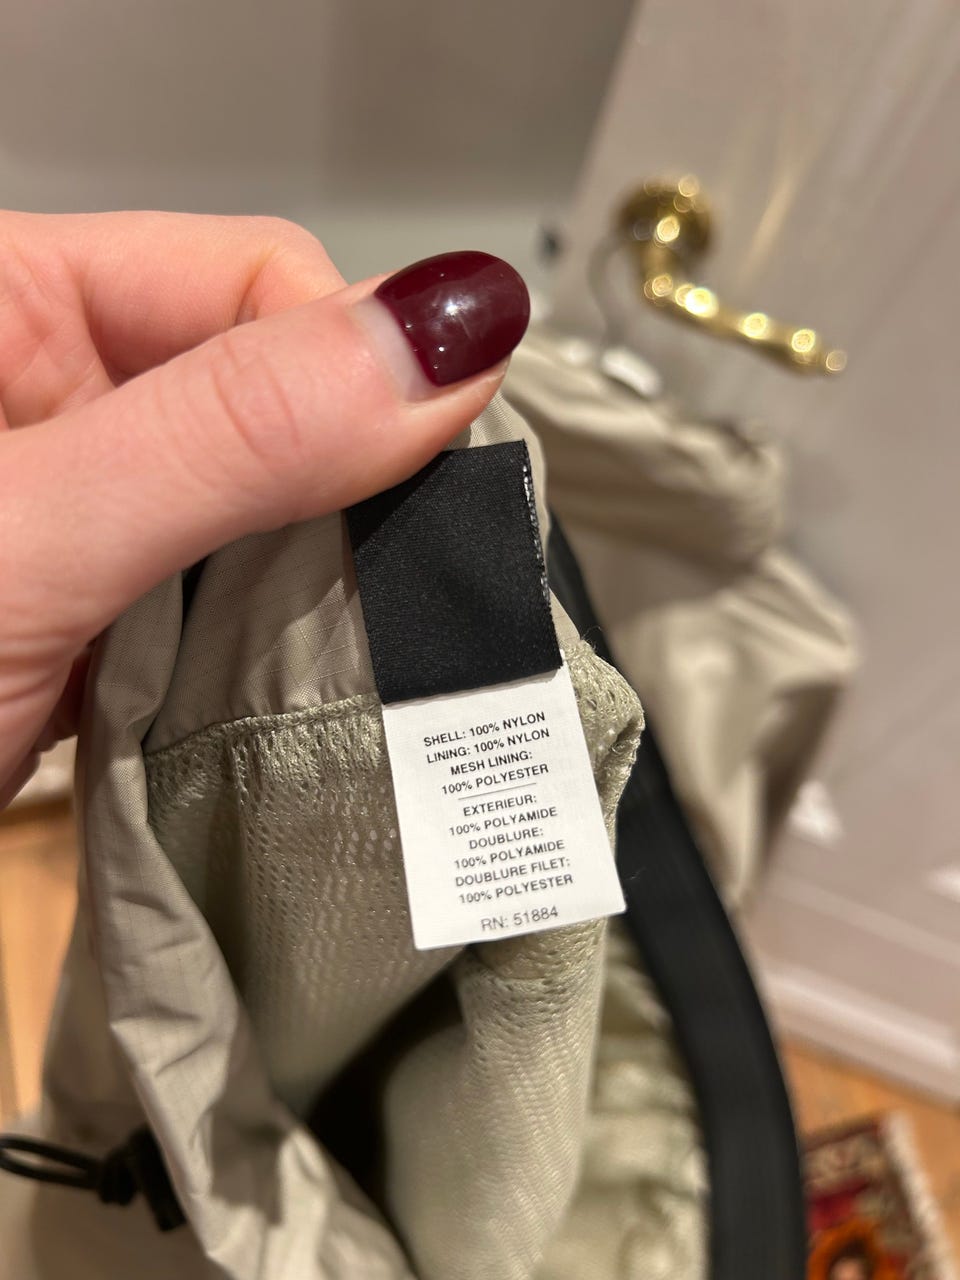 SHELL: 100% NYLON
LINING: 100% NYLON
MESH LINING:
100% POLYESTER
EXTERIEUR:
100% POLYAMIDE
DOUBLURE:
100% POLYAMIDE
DOUBLURE FILET:
100% POLYESTER
RN: 51884